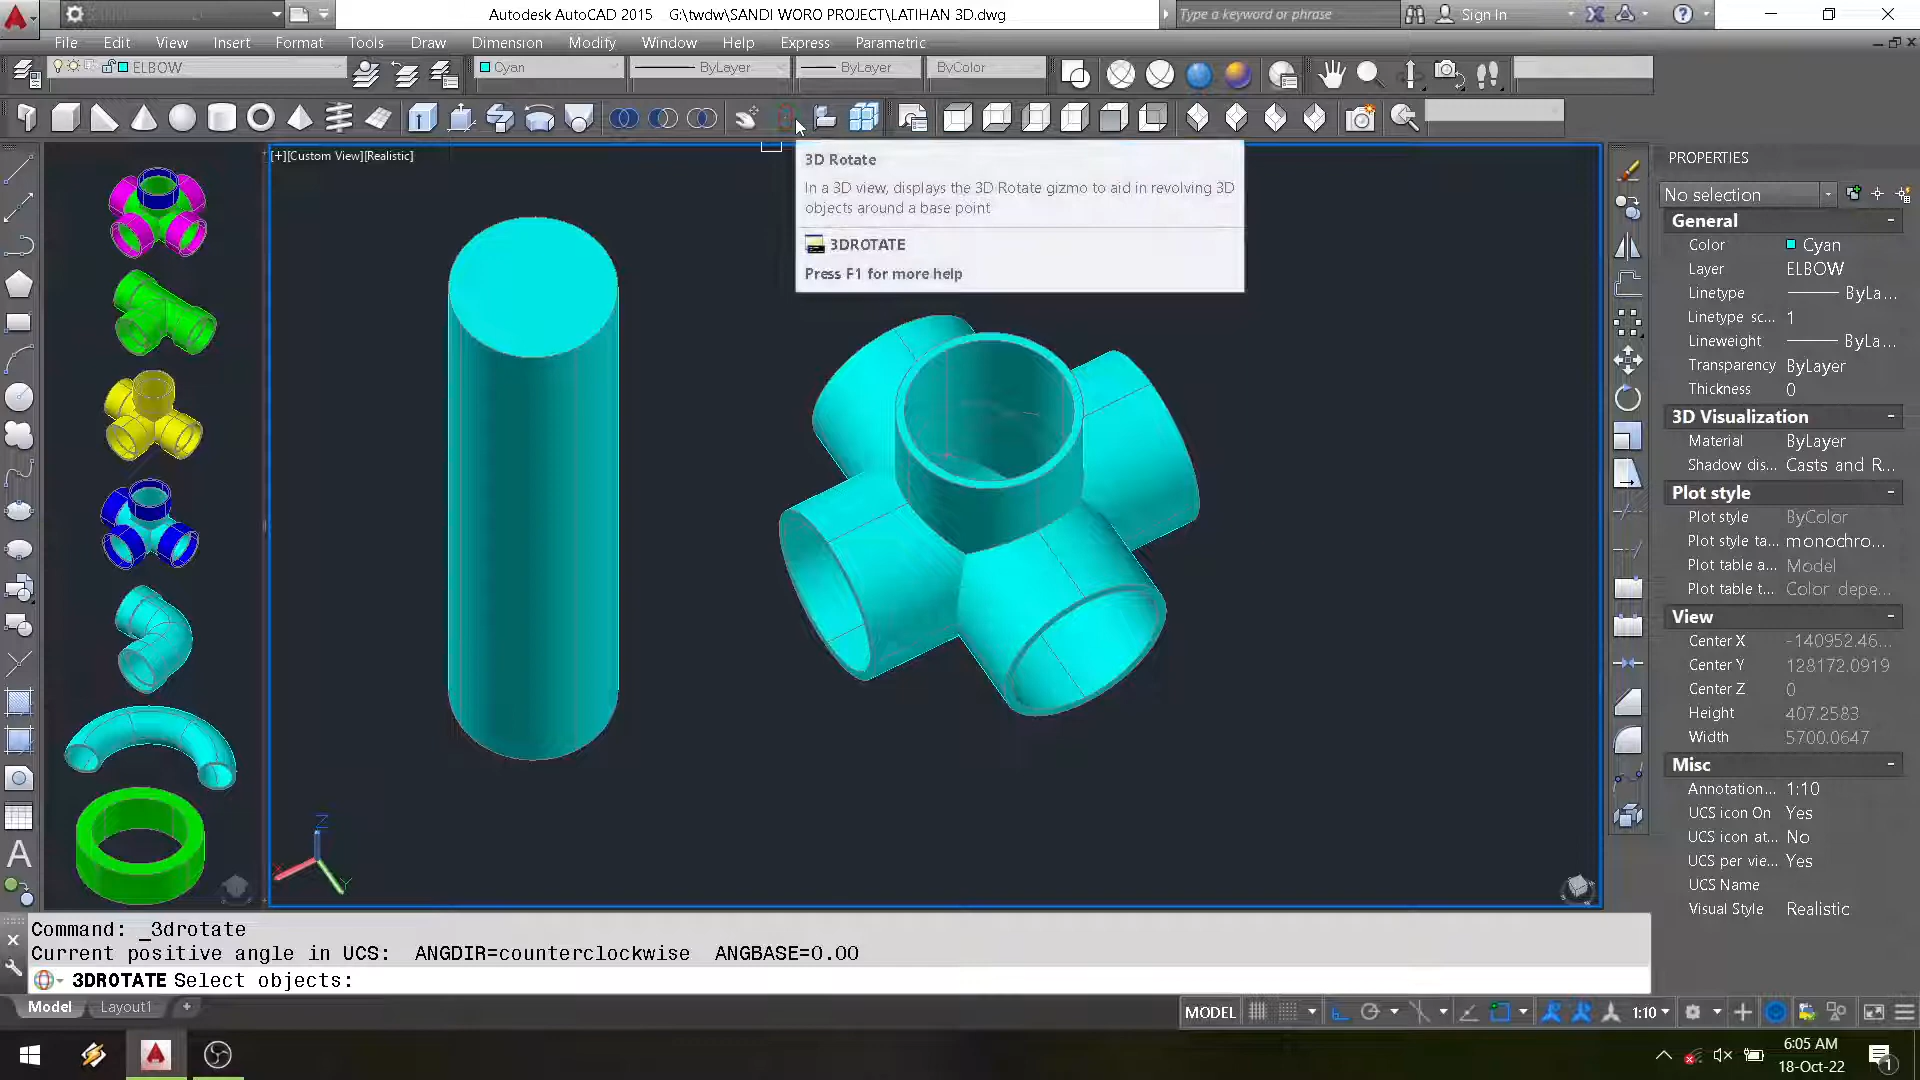 Autodesk AutoCAD 2015 G:\twdw\SANDI WORO PROJECT\LATIHAN 3D.dwg
Type a keyword or phrase
Sign In
File Edit View Insert Format Tools Draw Dimension Modify Window Help Express Parametric
ELBOW
Cyan
ByLayer
ByLayer
ByColor
[+][Custom View][Realistic]
3D Rotate
In a 3D view, displays the 3D Rotate gizmo to aid in revolving 3D
objects around a base point
3DROTATE
Press F1 for more help
PROPERTIES
No selection
General
Color Cyan
Layer ELBOW
Linetype ByLa...
Linetype sc... 1
Lineweight ByLa...
Transparency ByLayer
Thickness 0
3D Visualization
Material ByLayer
Shadow dis... Casts and R...
Plot style
Plot style ByColor
Plot style ta... monochro...
Plot table a... Model
Plot table t... Color depe...
View
Center X -140952.46...
Center Y 128172.0919
Center Z 0
Height 407.2583
Width 5700.0647
Misc
Annotation... 1:10
UCS icon On Yes
UCS icon at... No
UCS per vie... Yes
UCS Name
Visual Style Realistic
Z
X
Y
Command: _3drotate
Current positive angle in UCS: ANGDIR=counterclockwise ANGBASE=0.00
3DROTATE Select objects:
Model Layout1 +
MODEL
1:10
6:05 AM
18-Oct-22
1